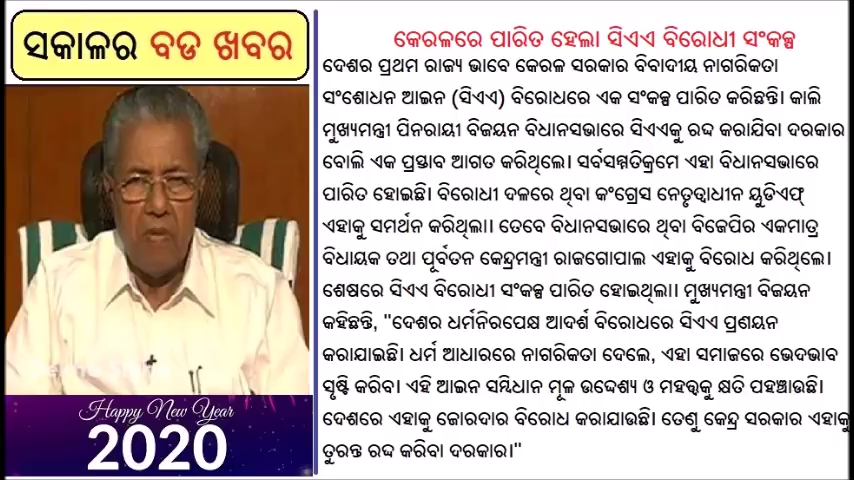 ସକାଳର ବଡ ଖବର
କେରଳରେ ପାରିତ ହେଲା ସିଏଏ ବିରୋଧୀ ସଂକଳ୍ପ
ଦେଶର ପ୍ରଥମ ରାଜ୍ୟ ଭାବେ କେରଳ ସରକାର ବିବାଦୀୟ ନାଗରିକତା
ସଂଶୋଧନ ଆଇନ (ସିଏଏ) ବିରୋଧରେ ଏକ ସଂକଳ୍ପ ପାରିତ କରିଛନ୍ତି। କାଲି
ମୁଖ୍ୟମନ୍ତ୍ରୀ ପିନରାୟୀ ବିଜୟନ ବିଧାନସଭାରେ ସିଏଏକୁ ରଦ୍ଦ କରାଯିବା ଦରକାର
ବୋଲି ଏକ ପ୍ରସ୍ତାବ ଆଗତ କରିଥିଲେ। ସର୍ବସମ୍ମତିକ୍ରମେ ଏହା ବିଧାନସଭାରେ
ପାରିତ ହୋଇଛି। ବିରୋଧୀ ଦଳରେ ଥିବା କଂଗ୍ରେସ ନେତୃତ୍ୱାଧୀନ ୟୁଡିଏଫ୍
ଏହାକୁ ସମର୍ଥନ କରିଥିଲା। ତେବେ ବିଧାନସଭାରେ ଥିବା ବିଜେପିର ଏକମାତ୍ର
ବିଧାୟକ ତଥା ପୂର୍ବତନ କେନ୍ଦ୍ରମନ୍ତ୍ରୀ ରାଜଗୋପାଲ ଏହାକୁ ବିରୋଧ କରିଥିଲେ।
ଶେଷରେ ସିଏଏ ବିରୋଧୀ ସଂକଳ୍ପ ପାରିତ ହୋଇଥିଲା। ମୁଖ୍ୟମନ୍ତ୍ରୀ ବିଜୟନ
କହିଛନ୍ତି, "ଦେଶର ଧର୍ମନିରପେକ୍ଷ ଆଦର୍ଶ ବିରୋଧରେ ସିଏଏ ପ୍ରଣୟନ
କରାଯାଇଛି। ଧର୍ମ ଆଧାରରେ ନାଗରିକତା ଦେଲେ, ଏହା ସମାଜରେ ଭେଦଭାବ
ସୃଷ୍ଟି କରିବ। ଏହି ଆଇନ ସମ୍ବିଧାନ ମୂଳ ଉଦ୍ଦେଶ୍ୟ ଓ ମହତ୍ତ୍ୱକୁ କ୍ଷତି ପହଞ୍ଚାଉଛି।
ଦେଶରେ ଏହାକୁ ଜୋରଦାର ବିରୋଧ କରାଯାଉଛି। ତେଣୁ କେନ୍ଦ୍ର ସରକାର ଏହାକୁ
ତୁରନ୍ତ ରଦ୍ଦ କରିବା ଦରକାର।"
Happy New Year
2020